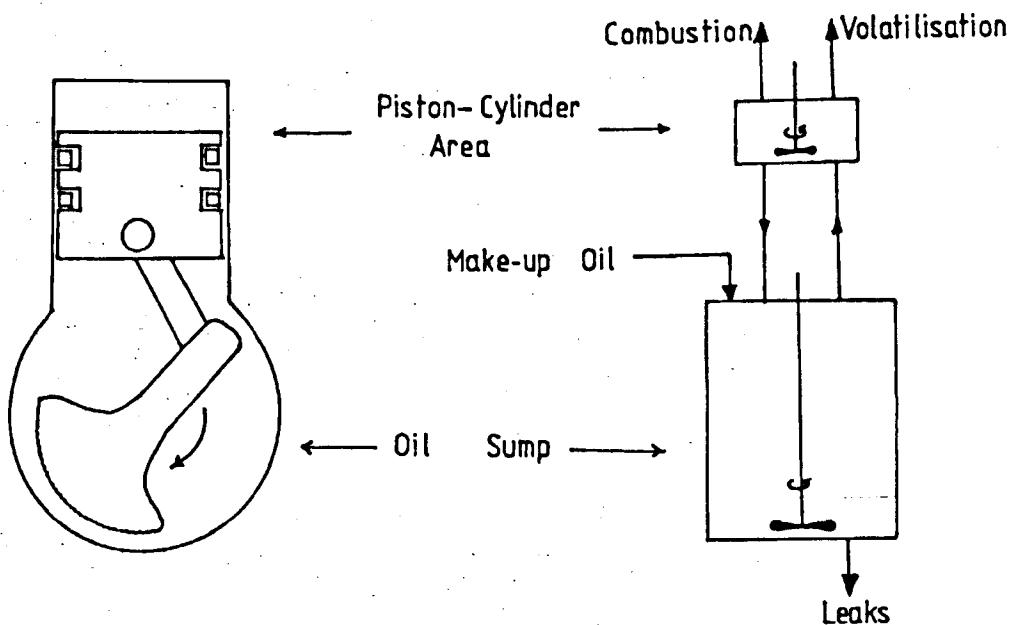 Combustion
Volatilisation
Piston-Cylinder
Area
Make-up Oil
Oil Sump
Leaks